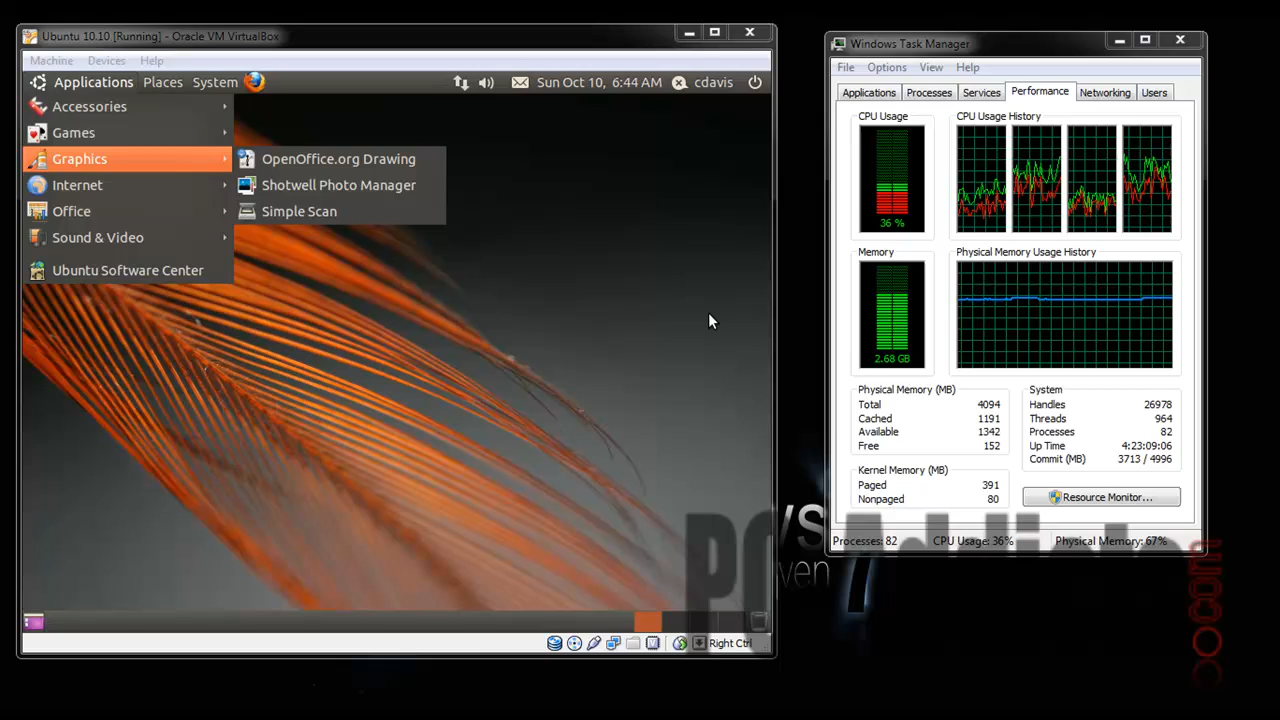 Ubuntu 10.10 [Running] - Oracle VM VirtualBox
Machine Devices Help
Applications Places System Sun Oct 10, 6:44 AM cdavis
Accessories
Games
Graphics
Internet
Office
Sound & Video
Ubuntu Software Center
OpenOffice.org Drawing
Shotwell Photo Manager
Simple Scan
Right Ctrl
Windows Task Manager
File Options View Help
Applications Processes Services Performance Networking Users
CPU Usage
36 %
CPU Usage History
Memory
2.68 GB
Physical Memory Usage History
Physical Memory (MB)
Total 4094
Cached 1191
Available 1342
Free 152
Kernel Memory (MB)
Paged 391
Nonpaged 80
System
Handles 26978
Threads 964
Processes 82
Up Time 4:23:09:06
Commit (MB) 3713 / 4996
Resource Monitor...
Processes: 82 CPU Usage: 36% Physical Memory: 67%
7